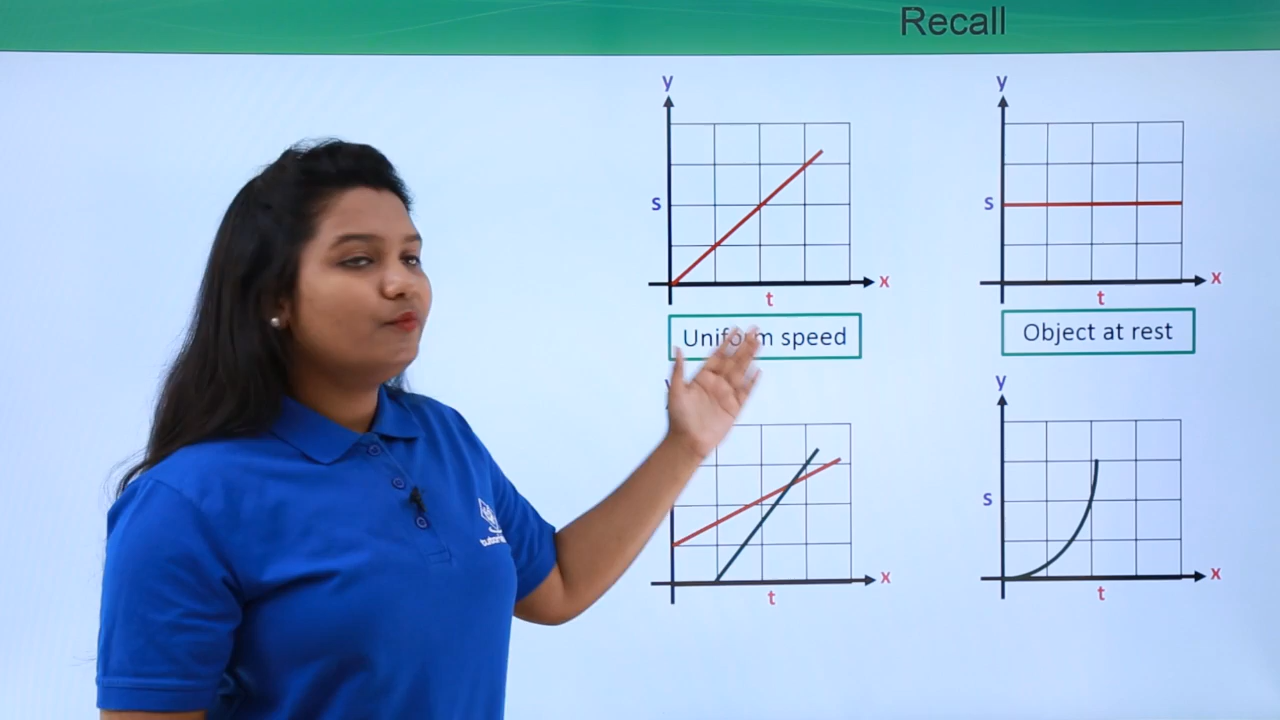 Recall
y
s
t
x
Uniform speed
y
s
t
x
Object at rest
t
x
y
s
t
x